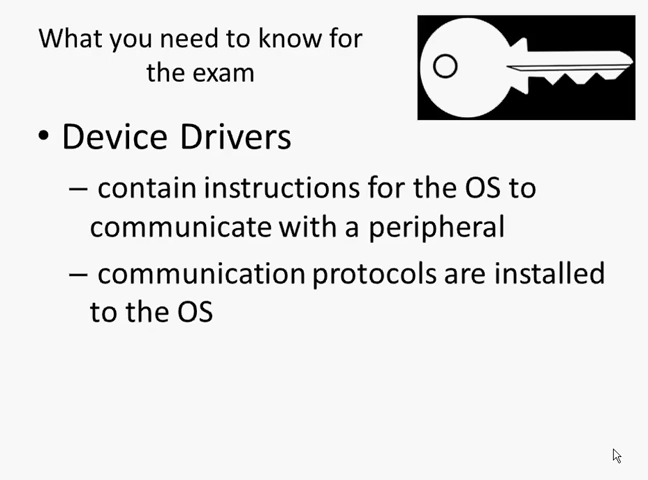 What you need to know for
the exam
• Device Drivers
– contain instructions for the OS to
communicate with a peripheral
– communication protocols are installed
to the OS